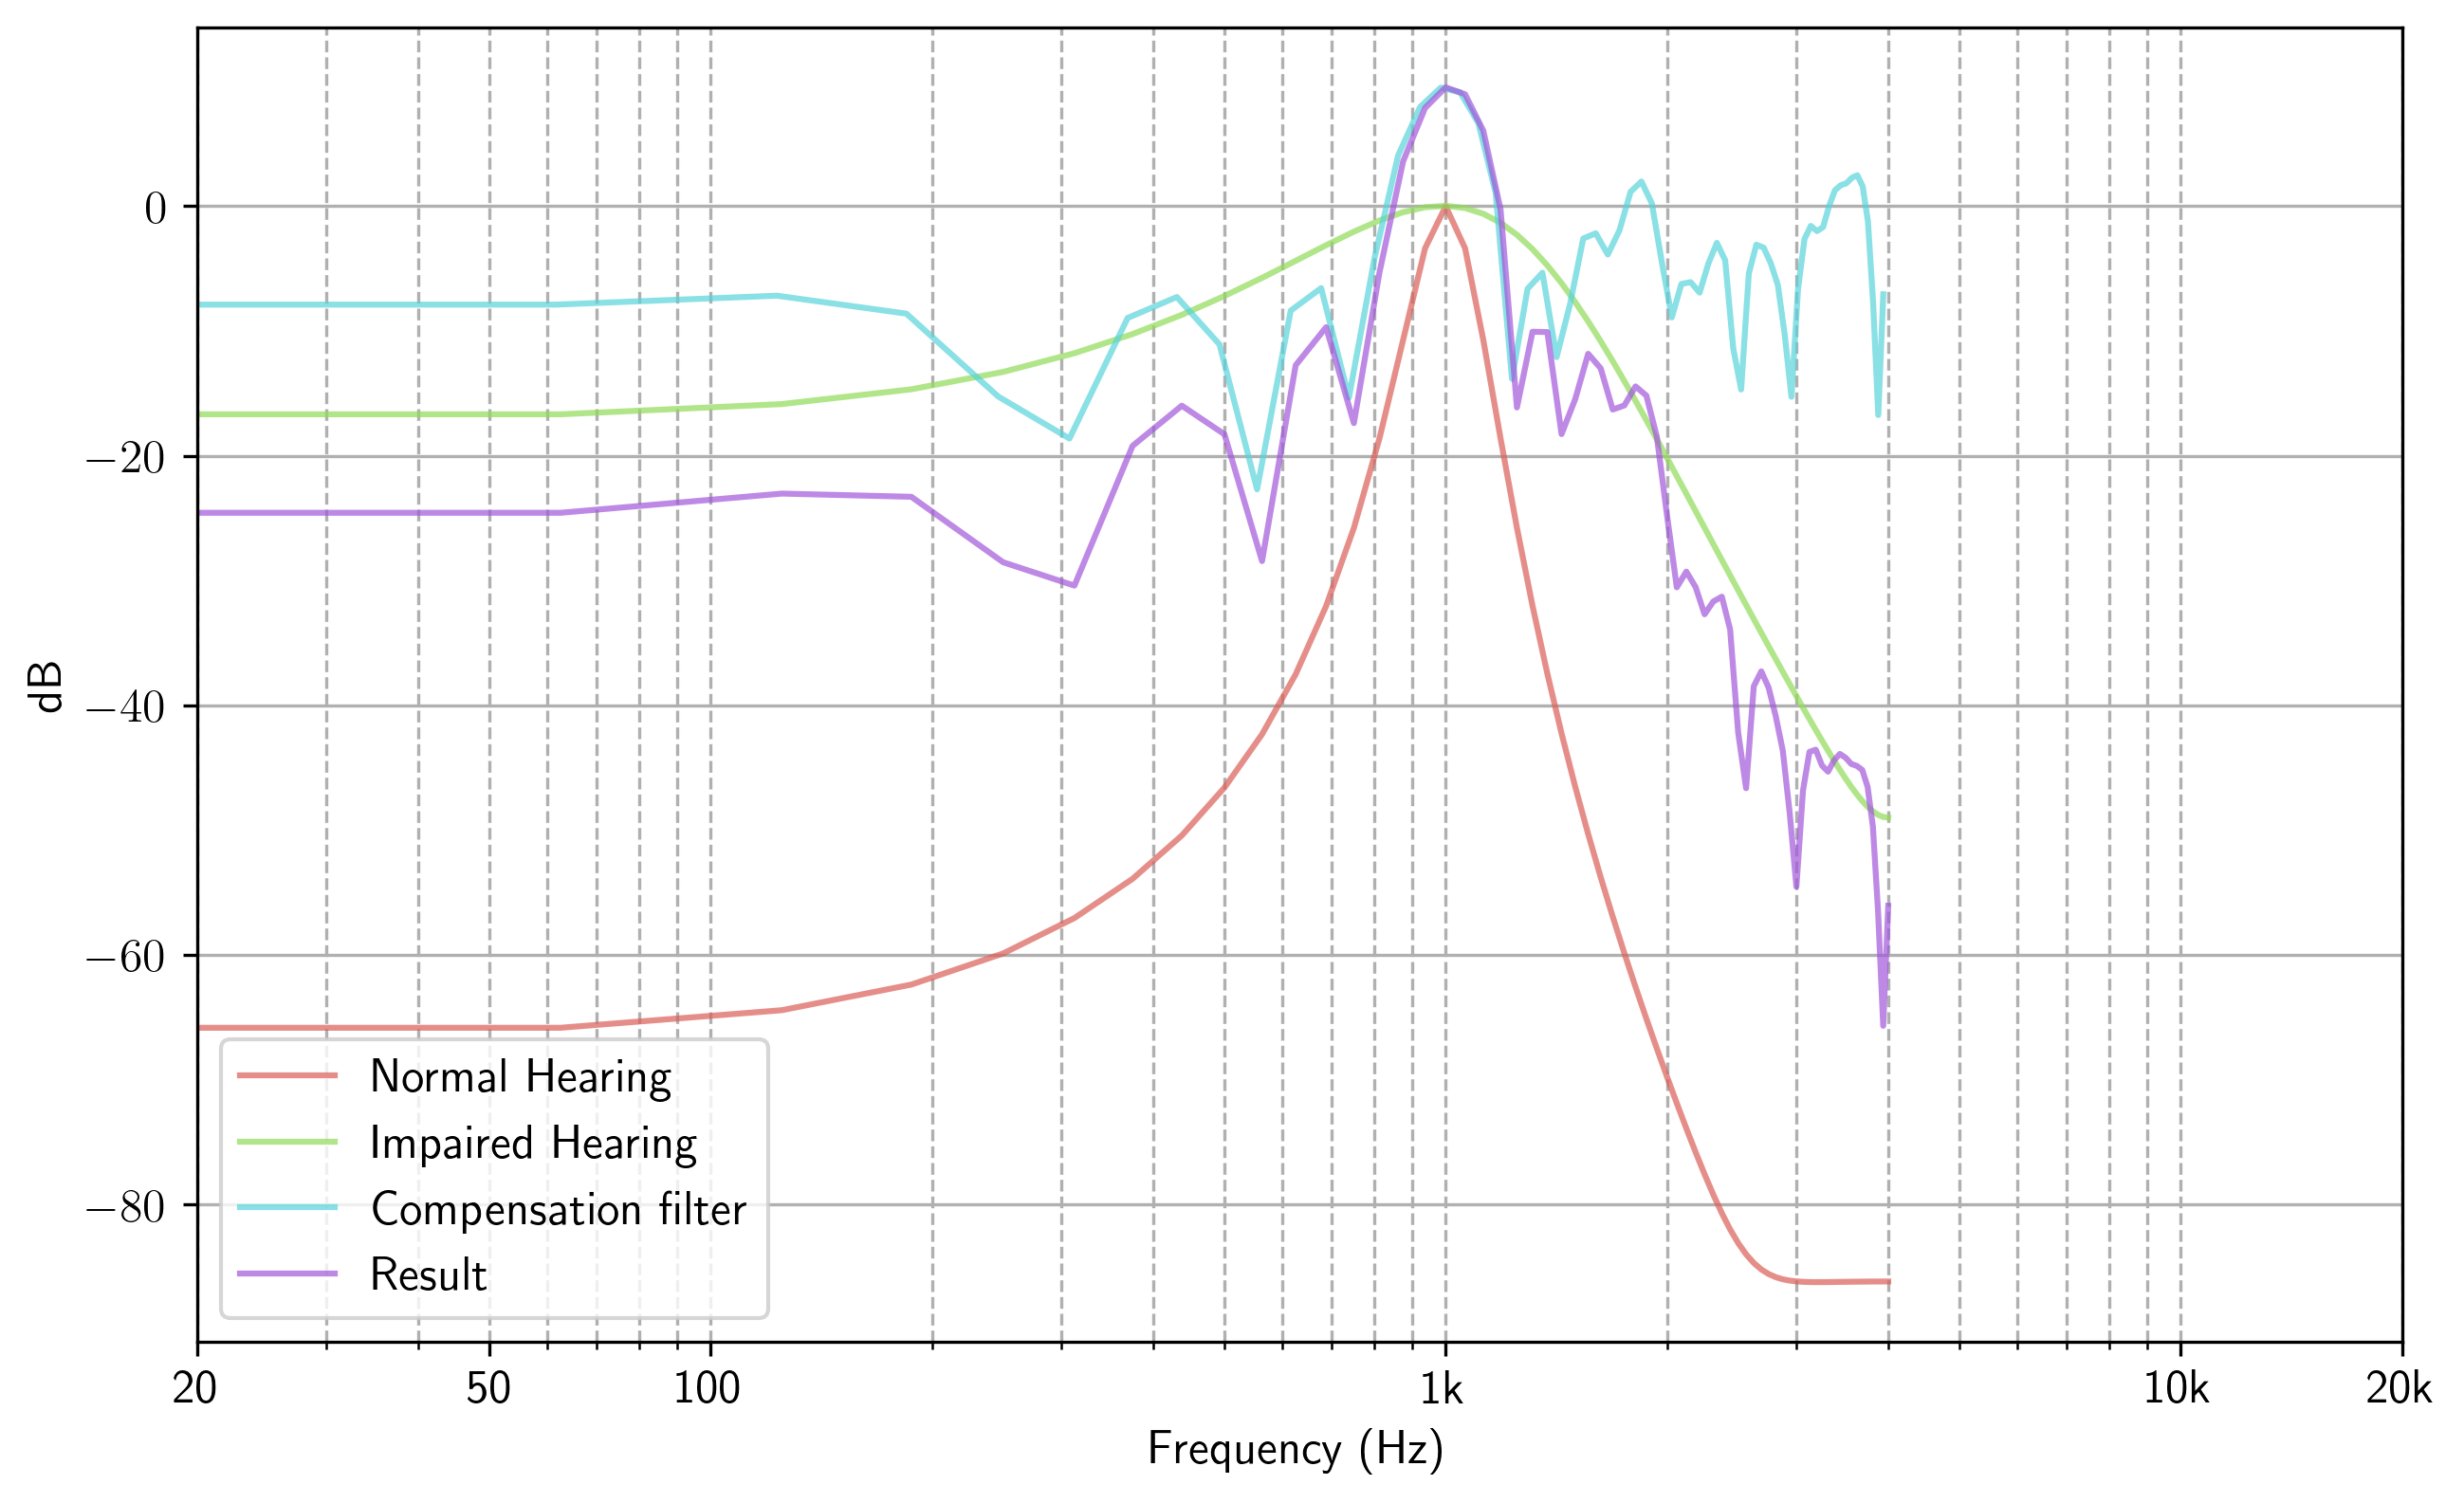 0
−20
−40
−60
−80
dB
Normal Hearing
Impaired Hearing
Compensation filter
Result
20 50 100 1k 10k 20k
Frequency (Hz)